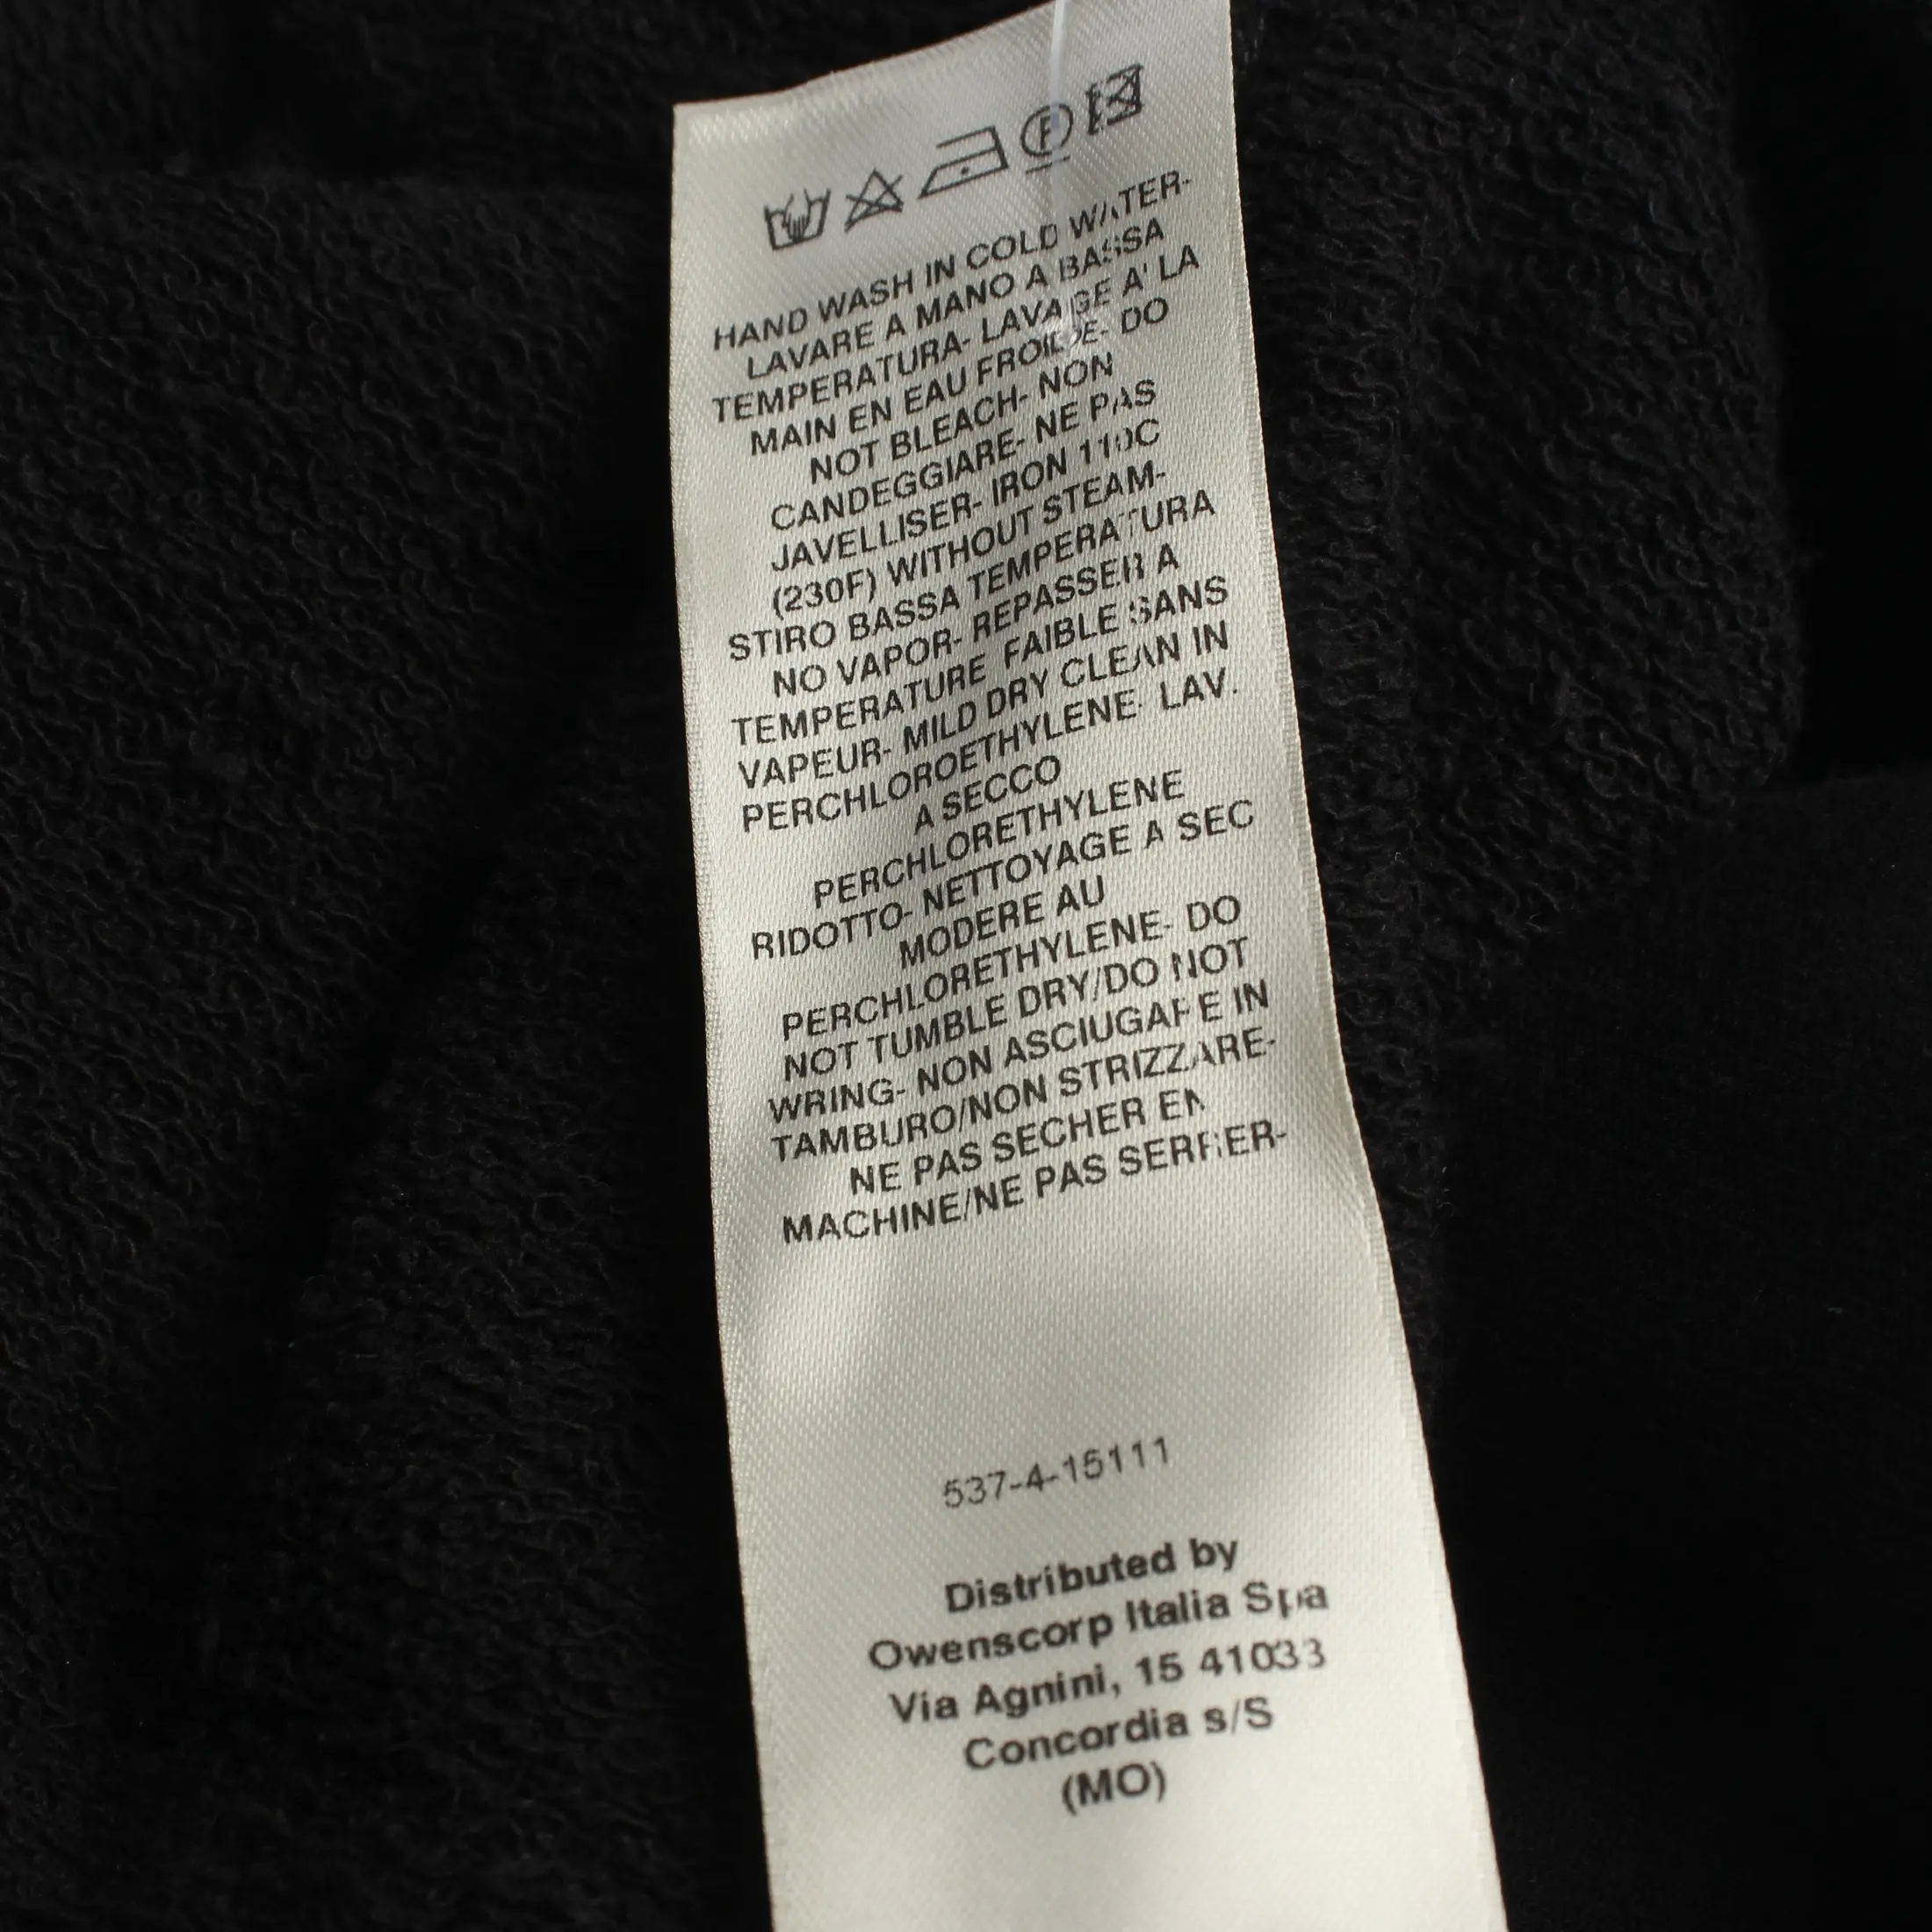 HAND WASH IN COLD WATER-
LAVARE A MANO A BASSA
TEMPERATURA- LAVAGE A' LA
MAIN EN EAU FROIDE- DO
NOT BLEACH- NON
CANDEGGIARE- NE PAS
JAVELLISER- IRON 110C
(230F) WITHOUT STEAM-
STIRO BASSA TEMPERATURA
NO VAPOR- REPASSER A
TEMPERATURE FAIBLE SANS
VAPEUR- MILD DRY CLEAN IN
PERCHLOROETHYLENE- LAV.
A SECCO
PERCHLORETHYLENE
RIDOTTO- NETTOYAGE A SEC
MODERE AU
PERCHLORETHYLENE- DO
NOT TUMBLE DRY/DO NOT
WRING- NON ASCIUGARE IN
TAMBURO/NON STRIZZARE-
NE PAS SECHER EN
MACHINE/NE PAS SERRER-
537-4-15111
Distributed by
Owenscorp Italia Spa
Via Agnini, 15 41033
Concordia s/S
(MO)